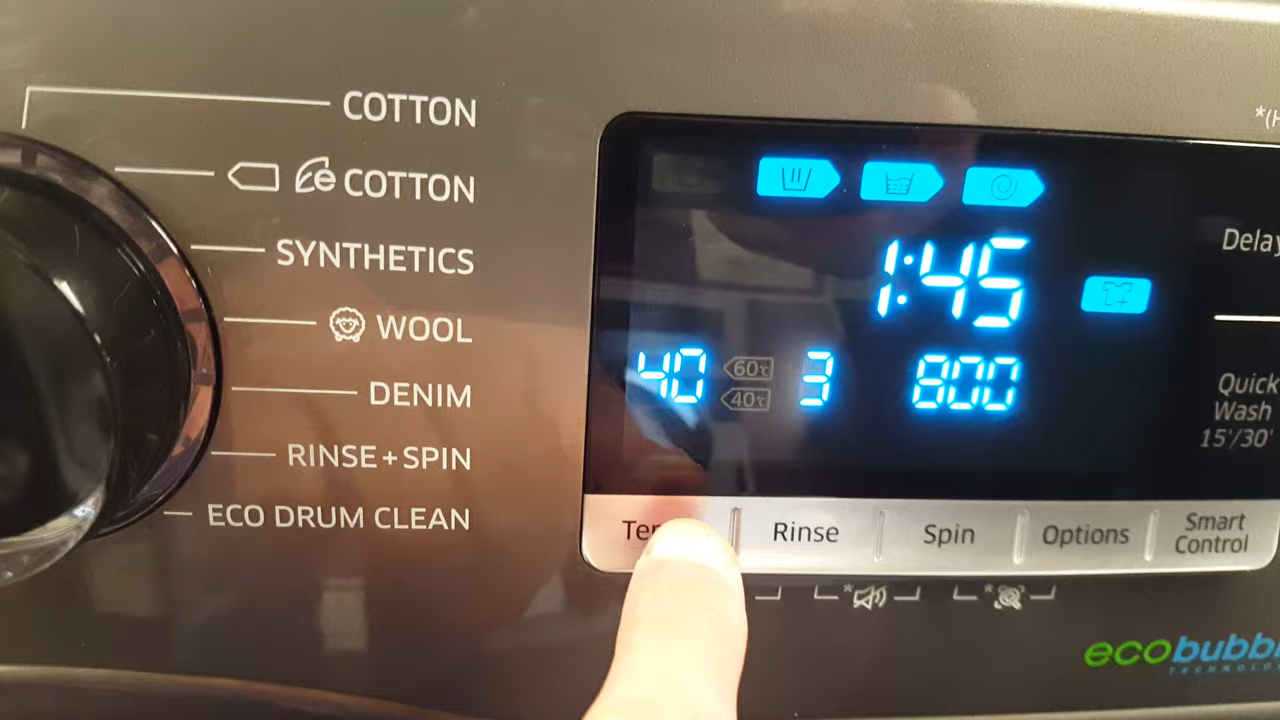 COTTON
e COTTON
SYNTHETICS
WOOL
DENIM
RINSE+SPIN
ECO DRUM CLEAN
*(H
1:45
40
60℃
40℃
3
800
Delay
Quick
Wash
15'/30'
Rinse
Spin
Options
Smart
Control
*
*
ecobubb